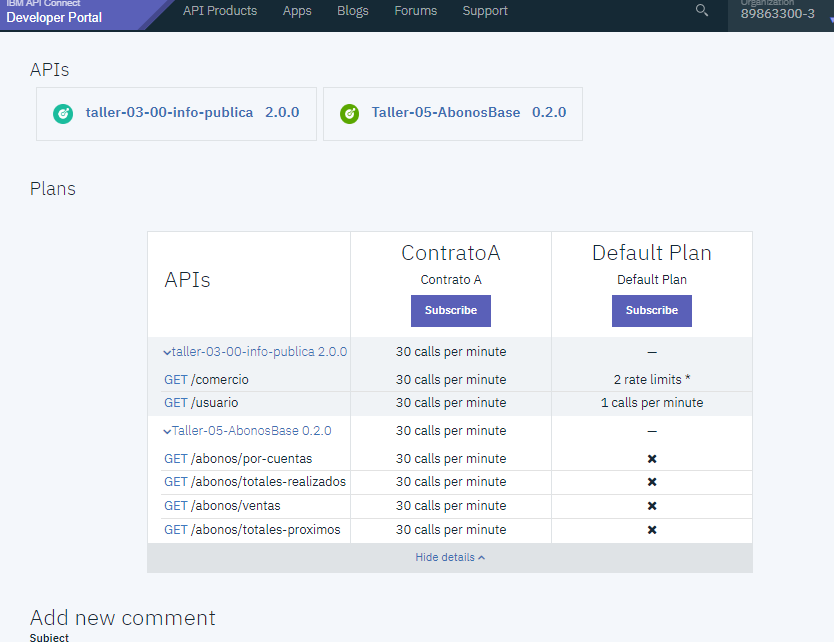 IBM API Connect
Developer Portal
API Products Apps Blogs Forums Support
Organization
89863300-3
APIs
taller-03-00-info-publica 2.0.0
Taller-05-AbonosBase 0.2.0
Plans
APIs
ContratoA
Contrato A
Subscribe
Default Plan
Default Plan
Subscribe
taller-03-00-info-publica 2.0.0 30 calls per minute —
GET /comercio 30 calls per minute 2 rate limits *
GET /usuario 30 calls per minute 1 calls per minute
Taller-05-AbonosBase 0.2.0 30 calls per minute —
GET /abonos/por-cuentas 30 calls per minute ✖
GET /abonos/totales-realizados 30 calls per minute ✖
GET /abonos/ventas 30 calls per minute ✖
GET /abonos/totales-proximos 30 calls per minute ✖
Hide details
Add new comment
Subject